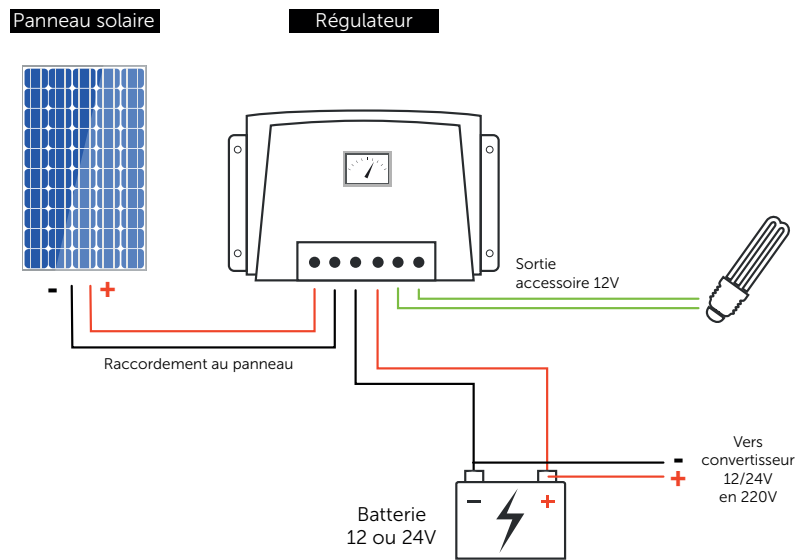 Panneau solaire
Régulateur
- +
Sortie
accessoire 12V
Raccordement au panneau
Vers
convertisseur
12/24V
en 220V
-
+
Batterie
12 ou 24V
- +